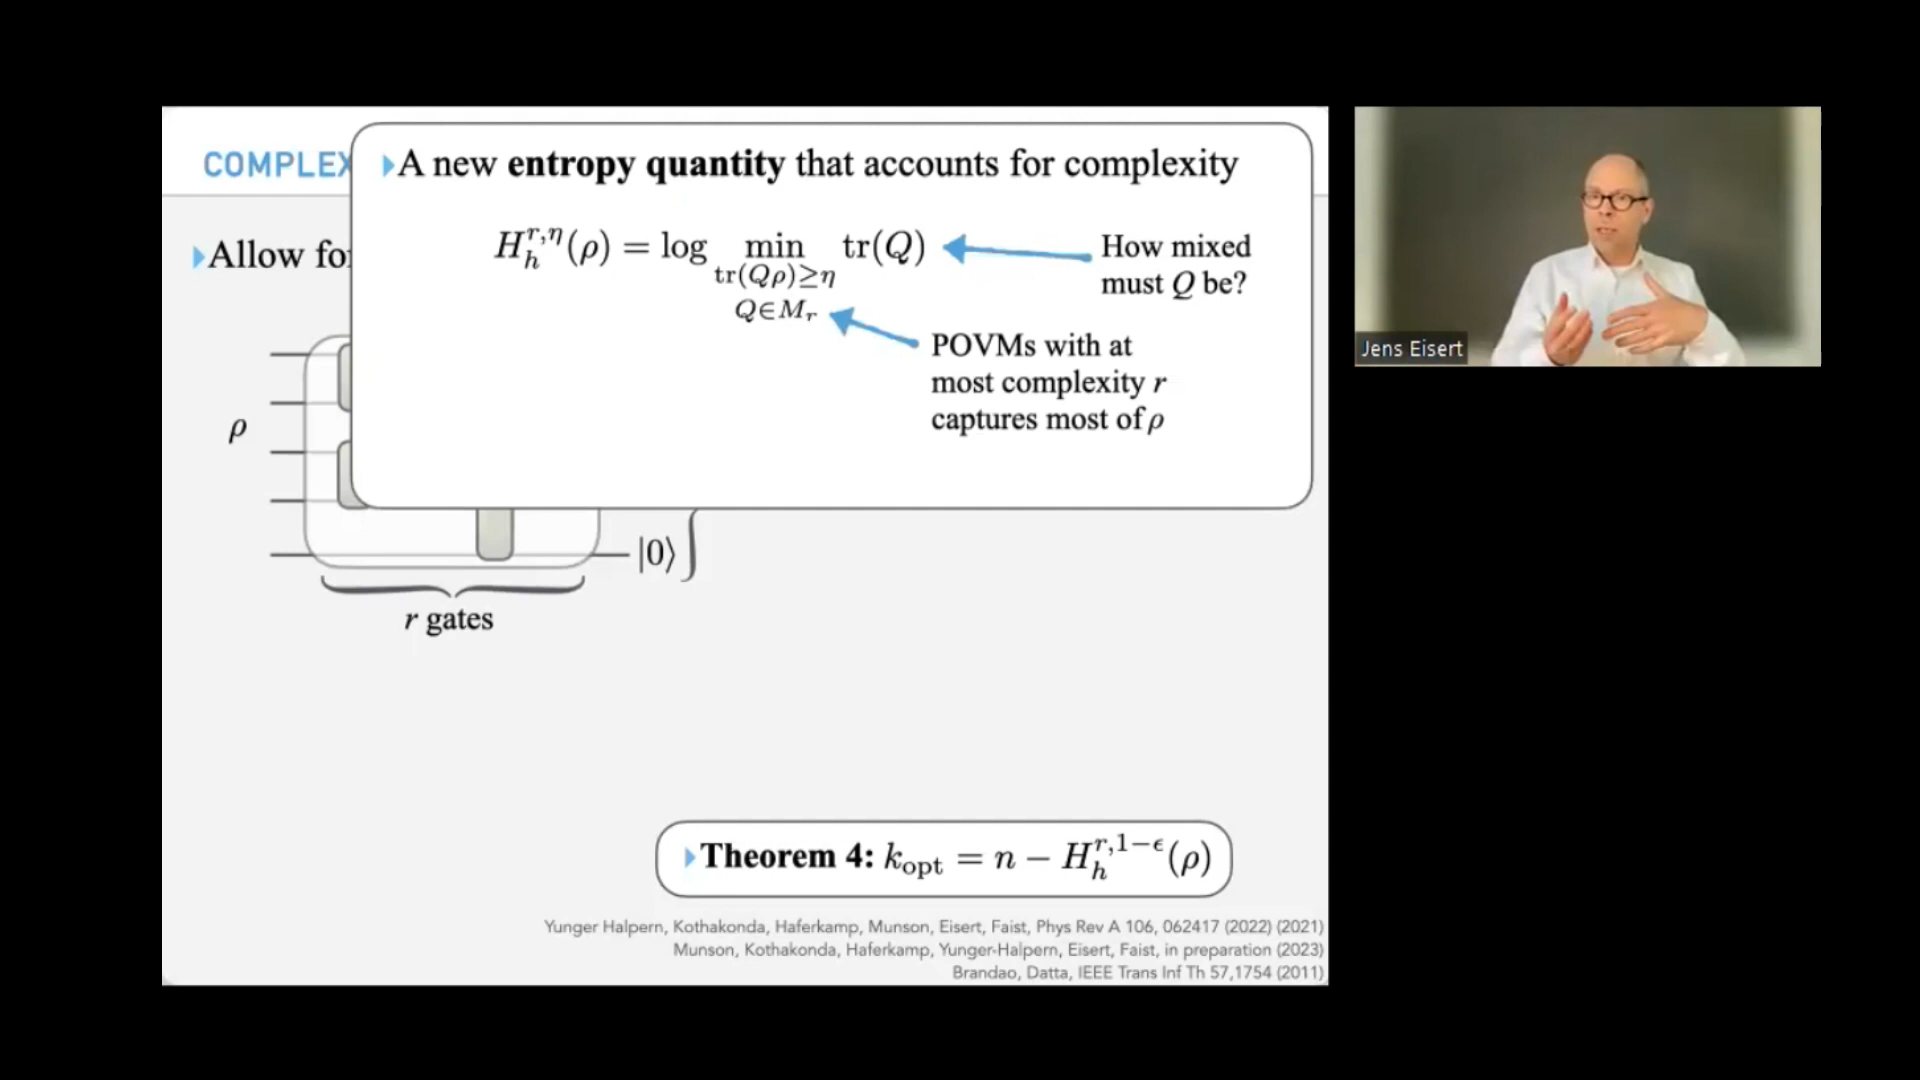 COMPLEX
▸A new entropy quantity that accounts for complexity
▸Allow fo
H_h^{r,η}(ρ) = log min tr(Q)
tr(Qρ)≥η
Q∈M_r
How mixed
must Q be?
POVMs with at
most complexity r
captures most of ρ
ρ
|0⟩
r gates
▸Theorem 4: k_opt = n − H_h^{r,1−ϵ}(ρ)
Yunger Halpern, Kothakonda, Haferkamp, Munson, Eisert, Faist, Phys Rev A 106, 062417 (2022) (2021)
Munson, Kothakonda, Haferkamp, Yunger-Halpern, Eisert, Faist, in preparation (2023)
Brandao, Datta, IEEE Trans Inf Th 57,1754 (2011)
Jens Eisert